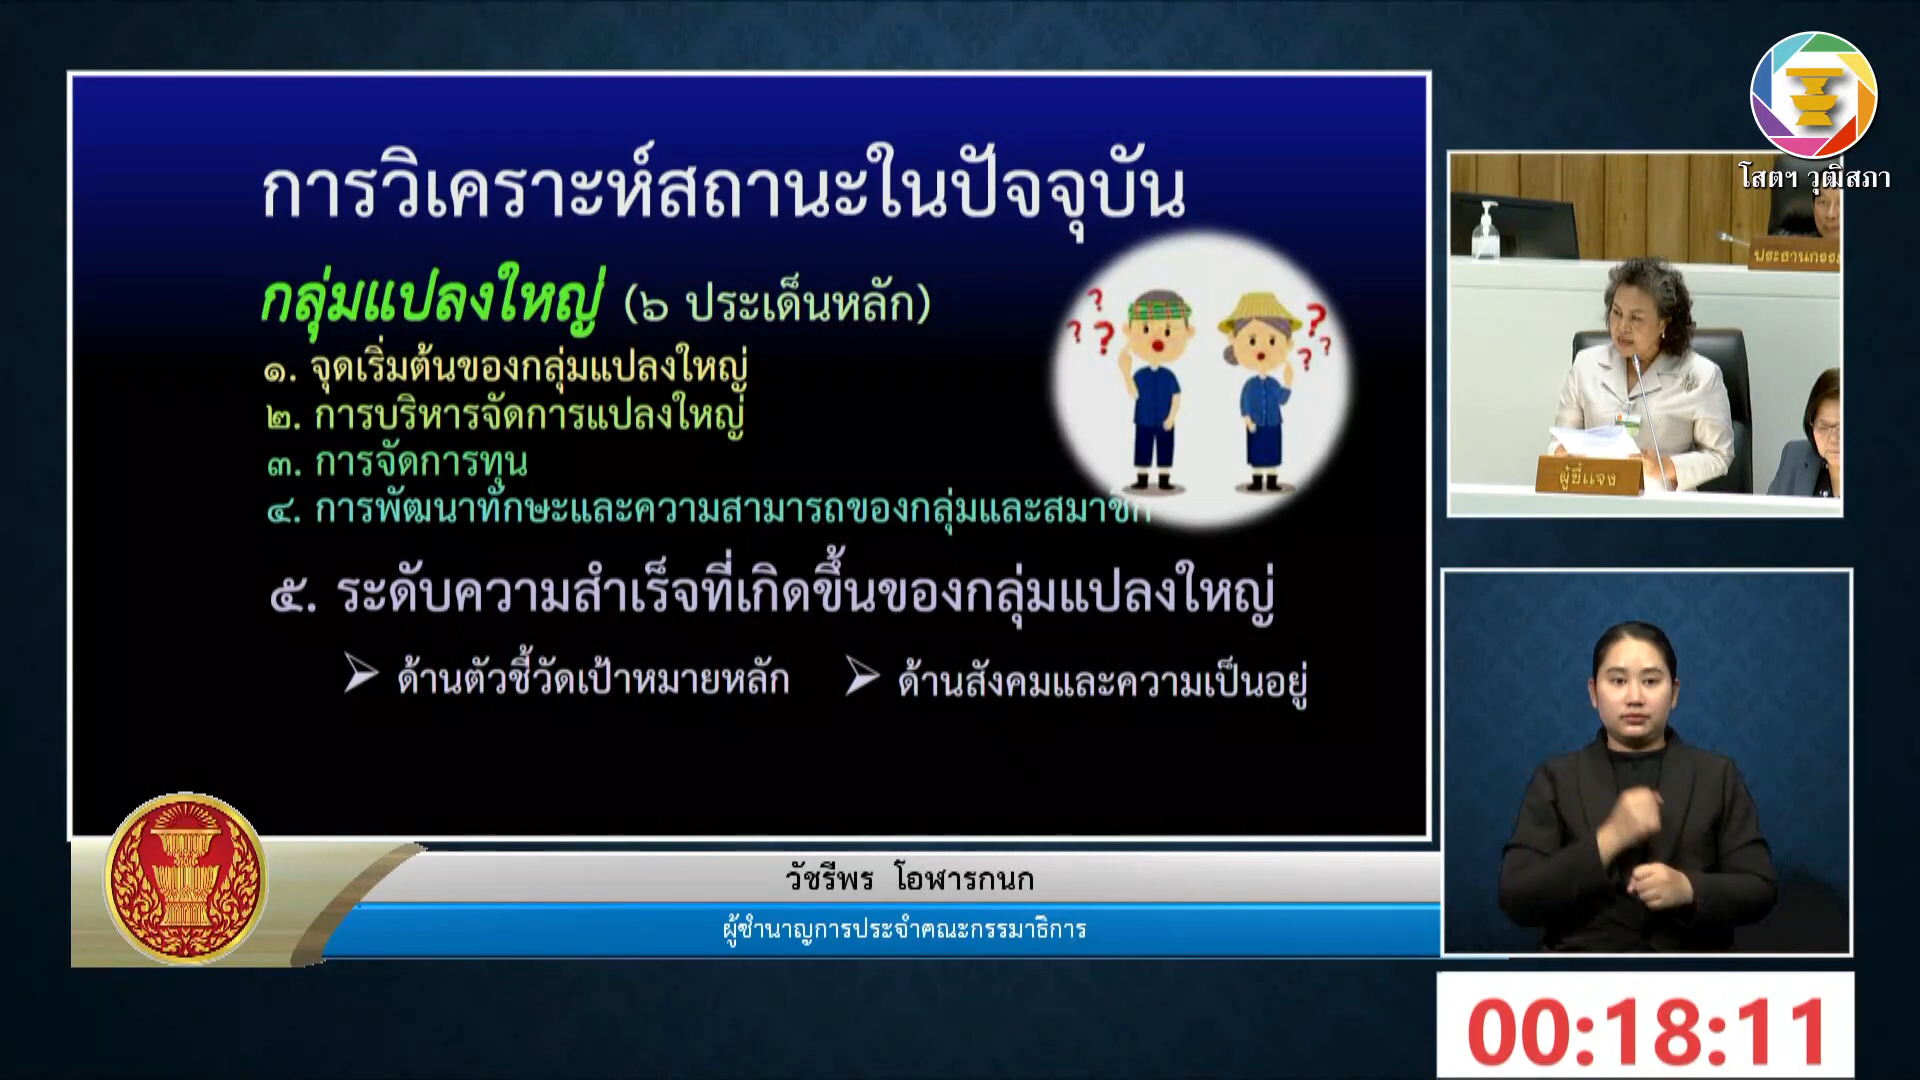 การวิเคราะห์สถานะในปัจจุบัน
กลุ่มแปลงใหญ่ (๖ ประเด็นหลัก)
๑. จุดเริ่มต้นของกลุ่มแปลงใหญ่
๒. การบริหารจัดการแปลงใหญ่
๓. การจัดการทุน
๔. การพัฒนาทักษะและความสามารถของกลุ่มและสมาชิก
๕. ระดับความสำเร็จที่เกิดขึ้นของกลุ่มแปลงใหญ่
➢ ด้านตัวชี้วัดเป้าหมายหลัก ➢ ด้านสังคมและความเป็นอยู่
? ? ? ? ? ?
โสตฯ วุฒิสภา
ประธานกรรม
ผู้ชี้แจง
วัชรีพร โอฬารกนก
ผู้ชำนาญการประจำคณะกรรมาธิการ
00:18:11